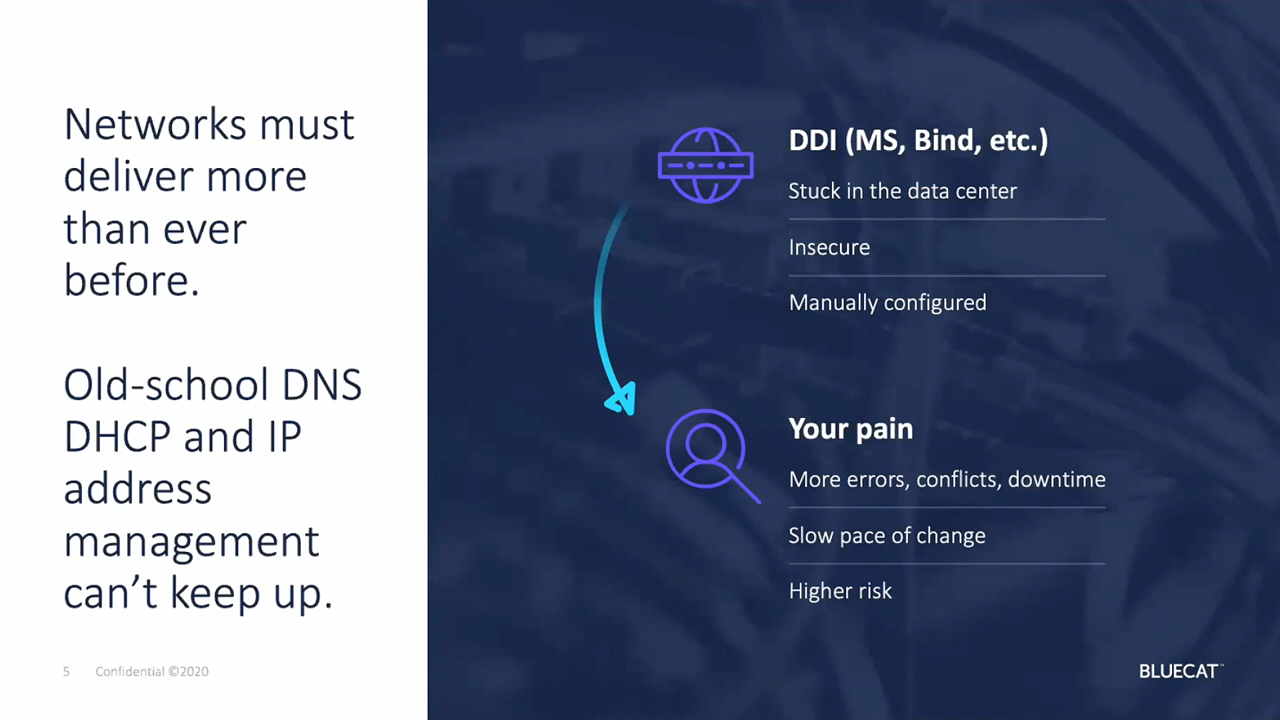 Networks must
deliver more
than ever
before.
Old-school DNS
DHCP and IP
address
management
can’t keep up.
DDI (MS, Bind, etc.)
Stuck in the data center
Insecure
Manually configured
Your pain
More errors, conflicts, downtime
Slow pace of change
Higher risk
5 Confidential ©2020
BLUECAT™